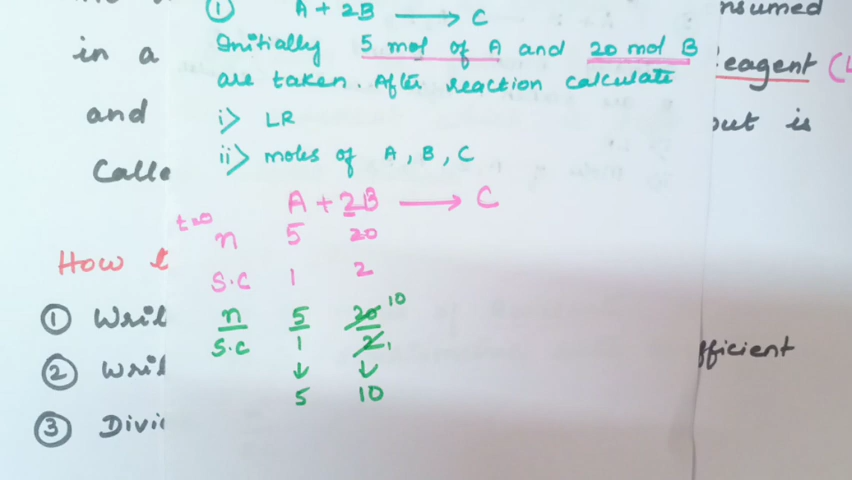 ① A + 2B ⟶ C
Initially 5 mol of A and 20 mol B
are taken. After reaction calculate
i> LR
ii> moles of A, B, C
A + 2B ⟶ C
t=0
n 5 20
S.C 1 2
n 5 20 10
S.C 1 2 1
↓ ↓
5 10
in a
and
Calle
How t
① Writ
② Writ
③ Divi
nsumed
Reagent (L
but is
fficient